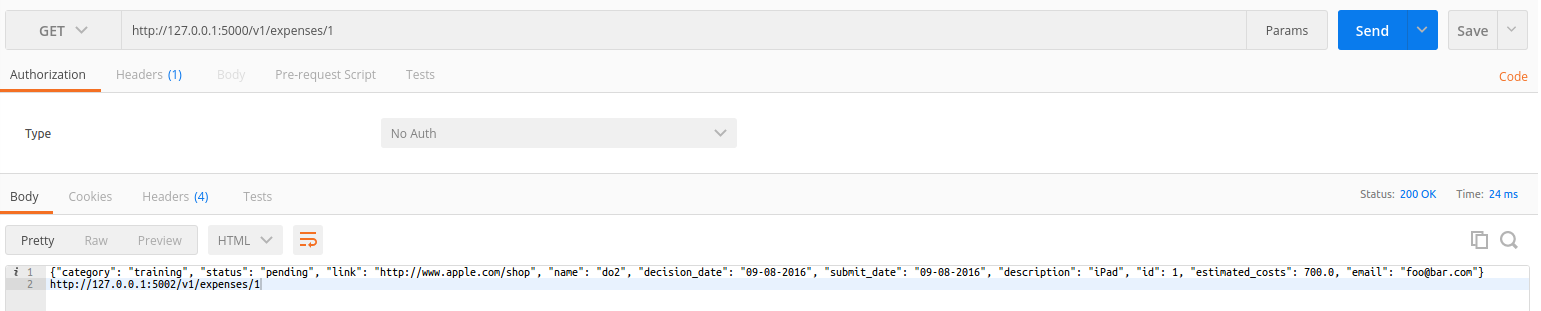 GET http://127.0.0.1:5000/v1/expenses/1 Params Send Save
Authorization Headers (1) Body Pre-request Script Tests Code
Type No Auth
Body Cookies Headers (4) Tests Status: 200 OK Time: 24 ms
Pretty Raw Preview HTML
i 1 {"category": "training", "status": "pending", "link": "http://www.apple.com/shop", "name": "do2", "decision_date": "09-08-2016", "submit_date": "09-08-2016", "description": "iPad", "id": 1, "estimated_costs": 700.0, "email": "foo@bar.com"}
2 http://127.0.0.1:5002/v1/expenses/1